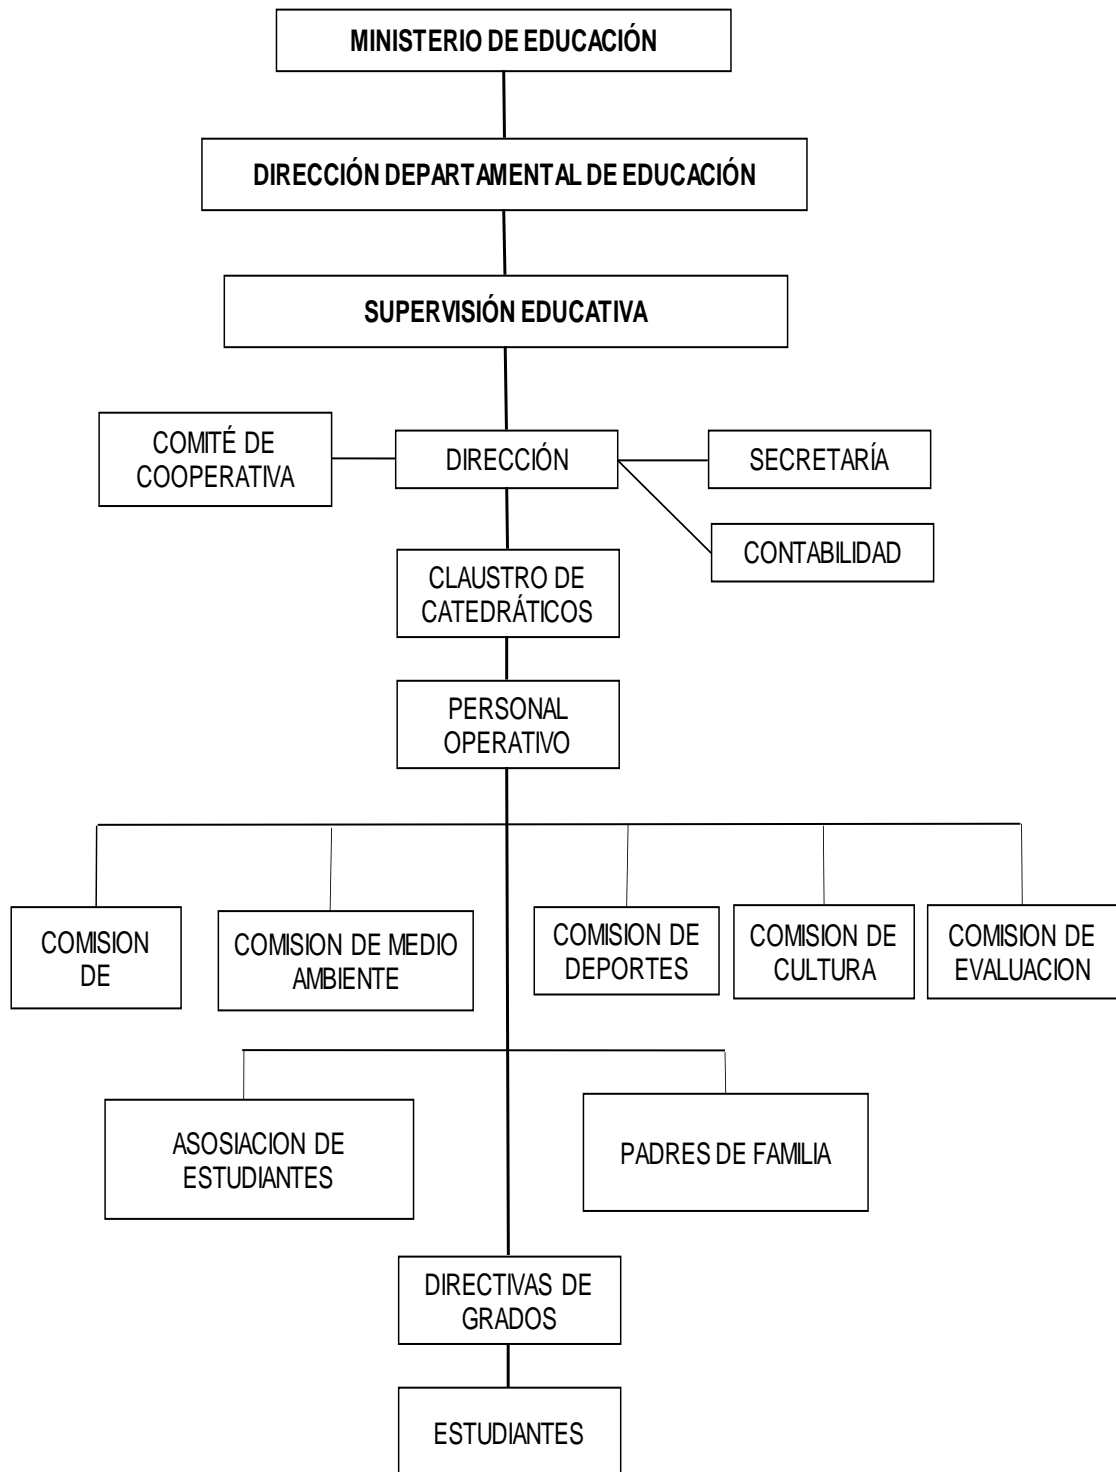 MINISTERIO DE EDUCACIÓN
DIRECCIÓN DEPARTAMENTAL DE EDUCACIÓN
SUPERVISIÓN EDUCATIVA
COMITÉ DE
COOPERATIVA
DIRECCIÓN
SECRETARÍA
CONTABILIDAD
CLAUSTRO DE
CATEDRÁTICOS
PERSONAL
OPERATIVO
COMISION
DE
COMISION DE MEDIO
AMBIENTE
COMISION DE
DEPORTES
COMISION DE
CULTURA
COMISION DE
EVALUACION
ASOSIACION DE
ESTUDIANTES
PADRES DE FAMILIA
DIRECTIVAS DE
GRADOS
ESTUDIANTES